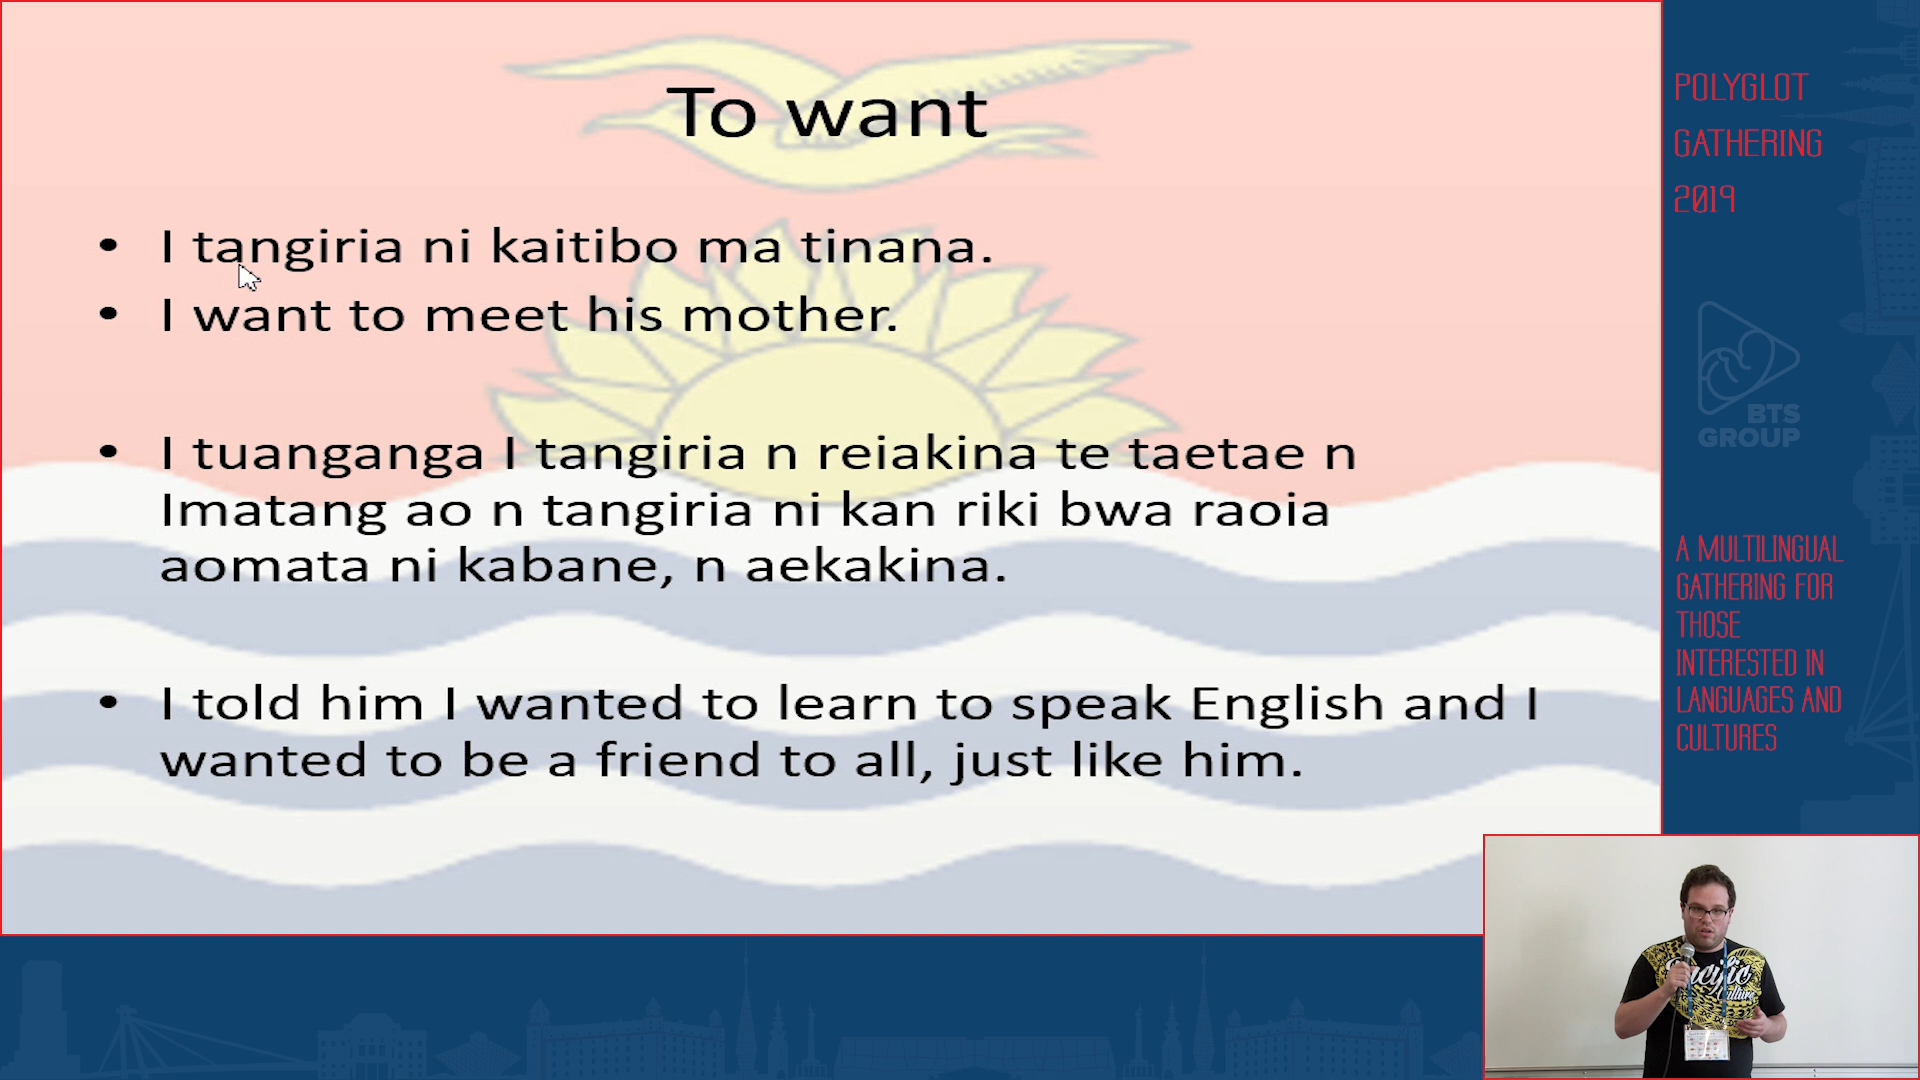 To want
• I tangiria ni kaitibo ma tinana.
• I want to meet his mother.
• I tuanganga I tangiria n reiakina te taetae n
Imatang ao n tangiria ni kan riki bwa raoia
aomata ni kabane, n aekakina.
• I told him I wanted to learn to speak English and I
wanted to be a friend to all, just like him.
POLYGLOT
GATHERING
2019
BTS
GROUP
A MULTILINGUAL
GATHERING FOR
THOSE
INTERESTED IN
LANGUAGES AND
CULTURES
Pacific
Culture